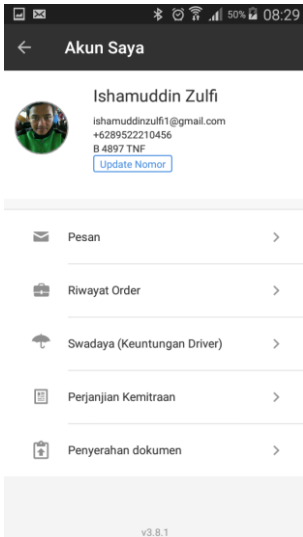 50% 08:29
Akun Saya
Ishamuddin Zulfi
ishamuddinzulfi1@gmail.com
+6289522210456
B 4897 TNF
Update Nomor
Pesan
Riwayat Order
Swadaya (Keuntungan Driver)
Perjanjian Kemitraan
Penyerahan dokumen
v3.8.1